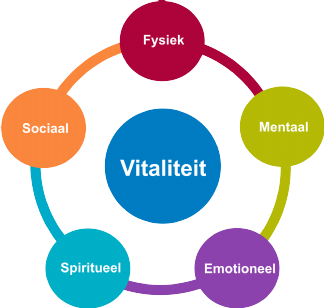 Fysiek
Sociaal
Mentaal
Vitaliteit
Spiritueel
Emotioneel